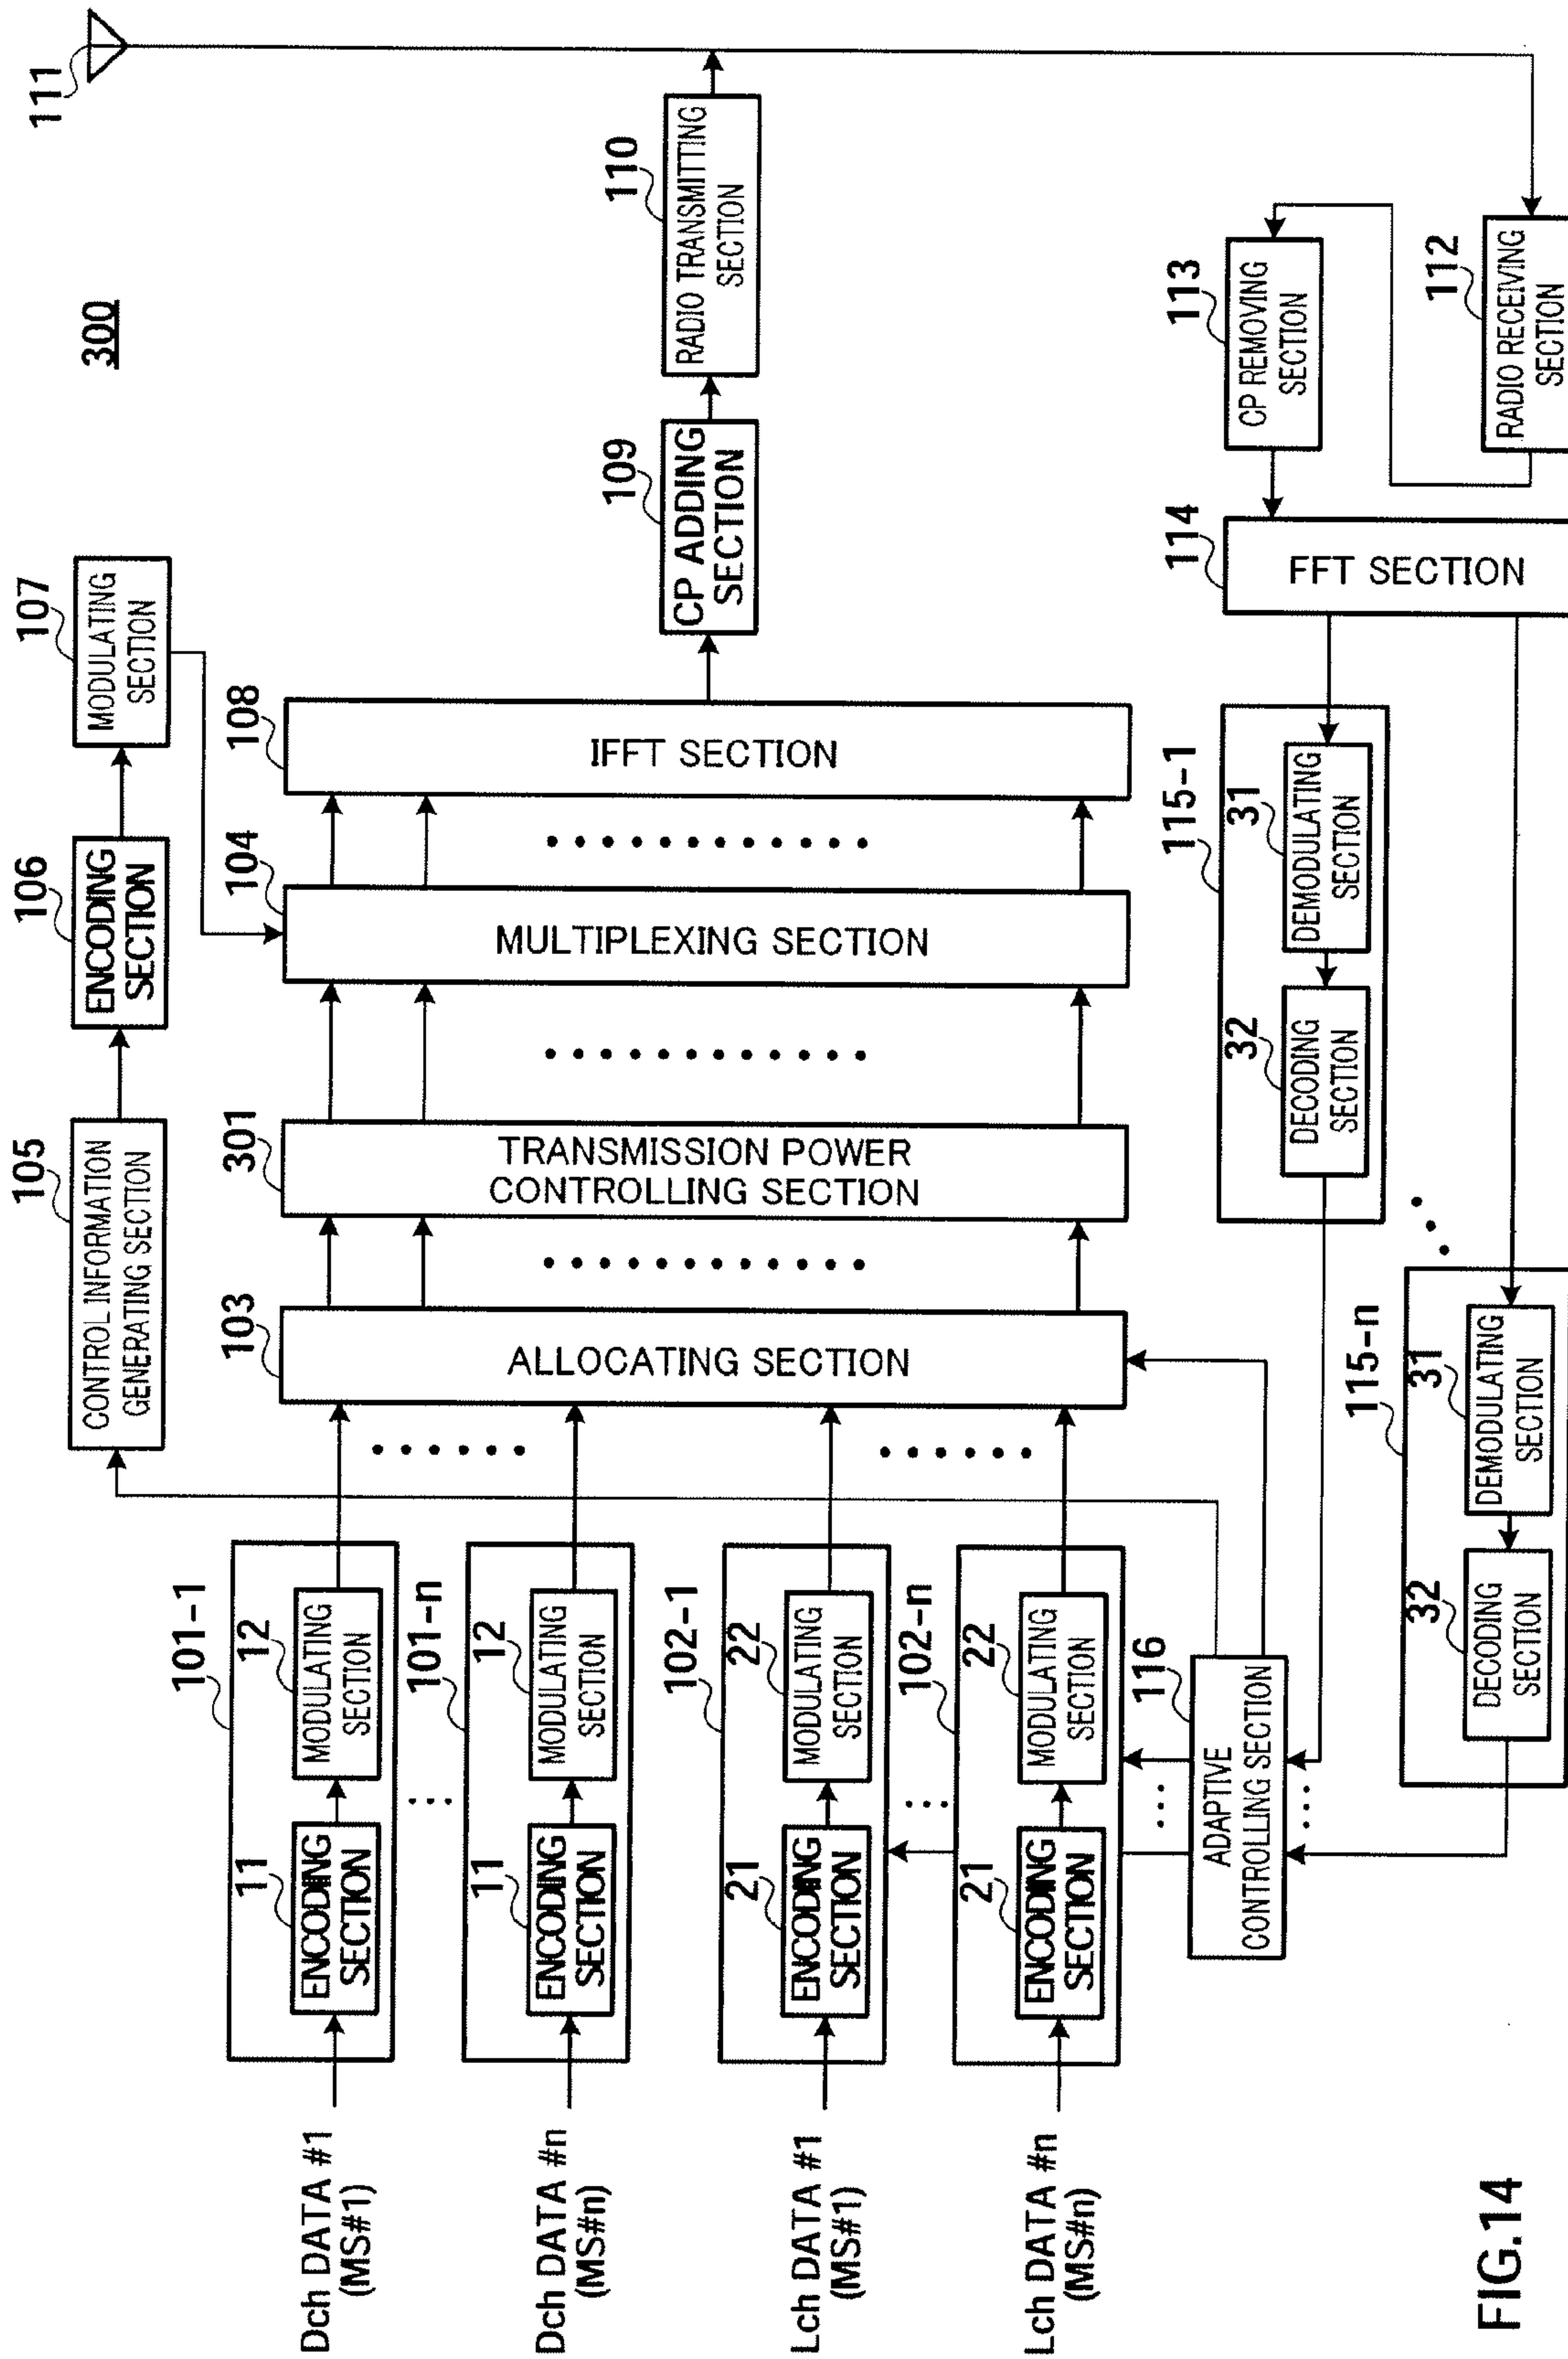 300
111
105
CONTROL INFORMATION
GENERATING SECTION
106
ENCODING
SECTION
107
MODULATING
SECTION
Dch DATA #1
(MS#1)
101-1
11
ENCODING
SECTION
12
MODULATING
SECTION
Dch DATA #n
(MS#n)
101-n
11
ENCODING
SECTION
12
MODULATING
SECTION
Lch DATA #1
(MS#1)
102-1
21
ENCODING
SECTION
22
MODULATING
SECTION
Lch DATA #n
(MS#n)
102-n
21
ENCODING
SECTION
22
MODULATING
SECTION
103
ALLOCATING SECTION
301
TRANSMISSION POWER
CONTROLLING SECTION
104
MULTIPLEXING SECTION
108
IFFT SECTION
109
CP ADDING
SECTION
110
RADIO TRANSMITTING
SECTION
116
ADAPTIVE
CONTROLLING SECTION
115-1
32
DECODING
SECTION
31
DEMODULATING
SECTION
115-n
32
DECODING
SECTION
31
DEMODULATING
SECTION
114
FFT SECTION
113
CP REMOVING
SECTION
112
RADIO RECEIVING
SECTION
FIG.14